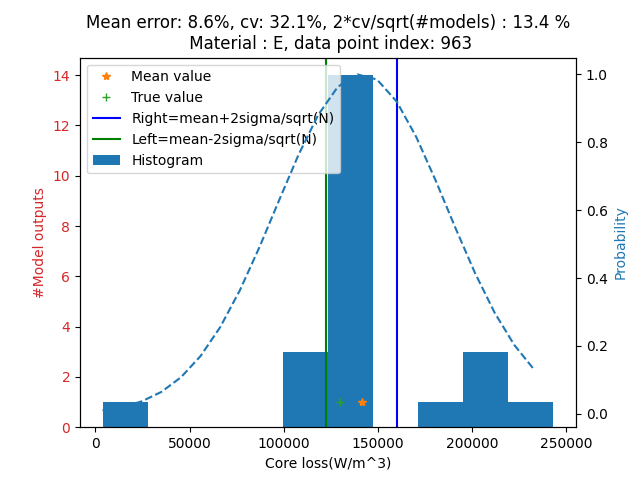 Mean error: 8.6%, cv: 32.1%, 2*cv/sqrt(#models) : 13.4 %
Material : E, data point index: 963
Mean value
True value
Right=mean+2sigma/sqrt(N)
Left=mean-2sigma/sqrt(N)
Histogram
#Model outputs
14
12
10
8
6
4
2
0
1.0
0.8
0.6
0.4
0.2
0.0
Probability
0
50000
100000
150000
200000
250000
Core loss(W/m^3)